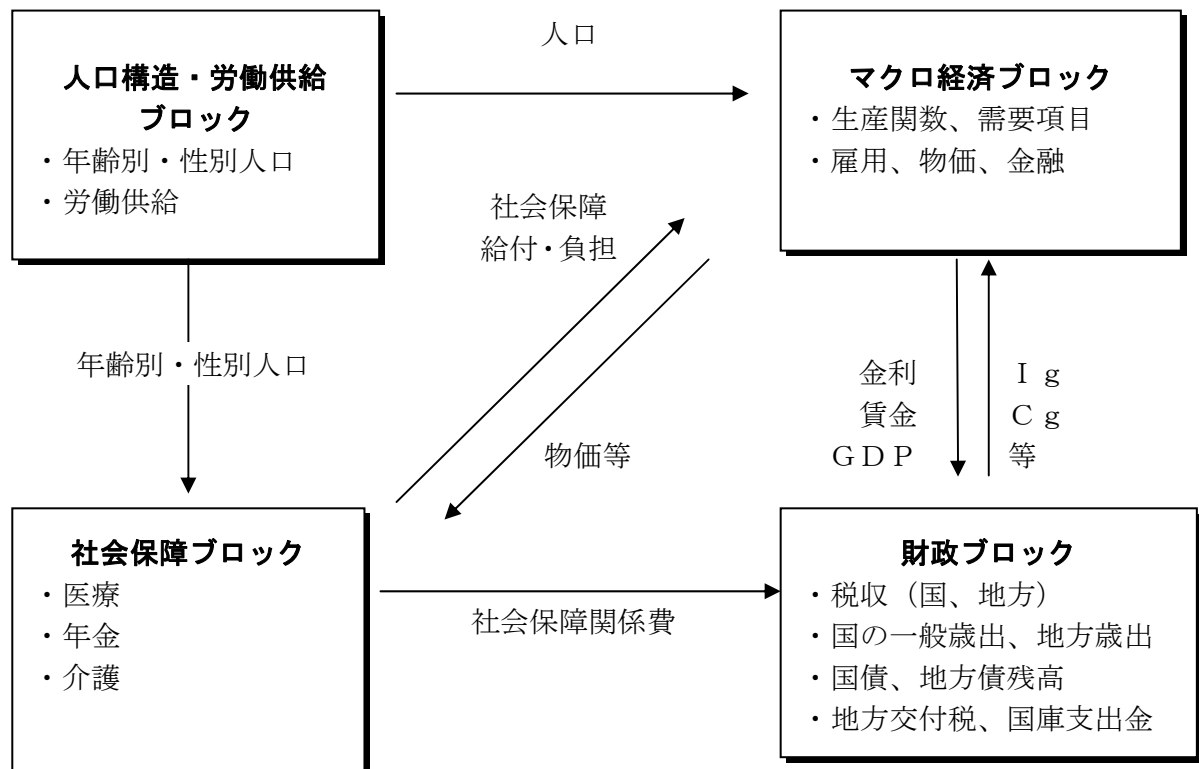 人口構造・労働供給
ブロック
・年齢別・性別人口
・労働供給
人口
マクロ経済ブロック
・生産関数、需要項目
・雇用、物価、金融
社会保障
給付・負担
年齢別・性別人口
物価等
金利
賃金
ＧＤＰ
Ｉｇ
Ｃｇ
等
社会保障ブロック
・医療
・年金
・介護
社会保障関係費
財政ブロック
・税収（国、地方）
・国の一般歳出、地方歳出
・国債、地方債残高
・地方交付税、国庫支出金